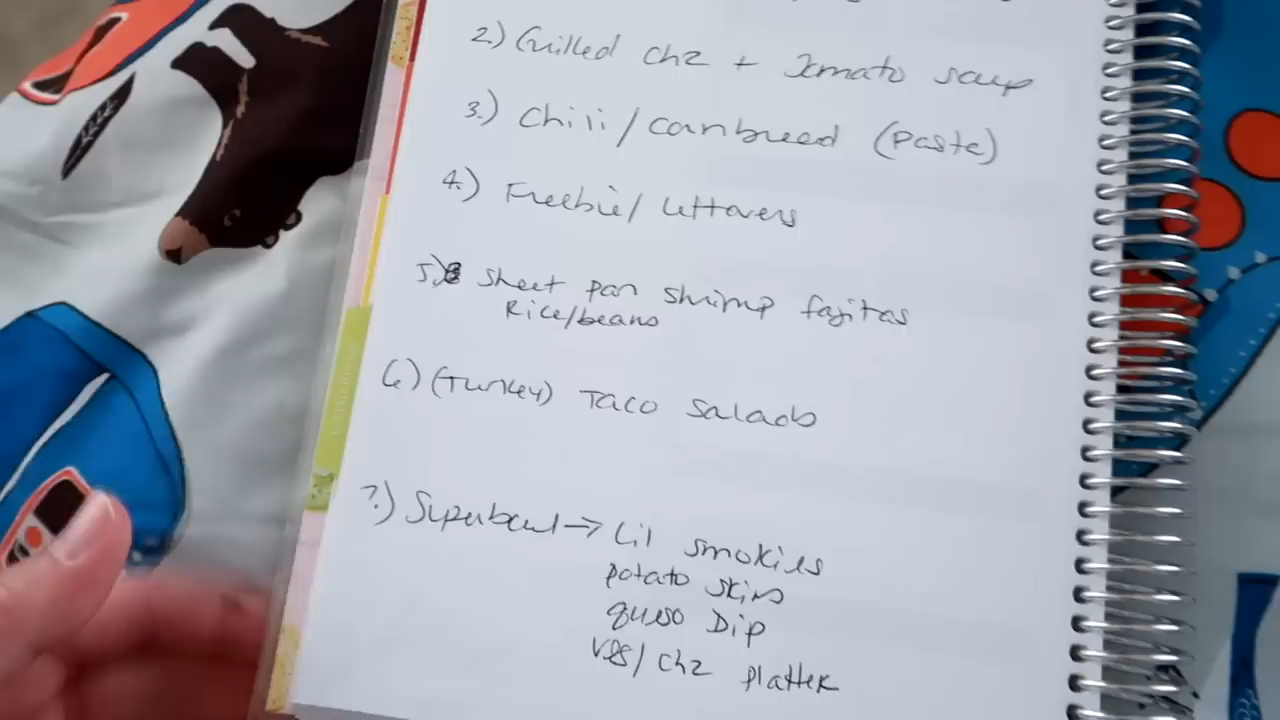 2.) Grilled chz + Tomato soup
3.) Chili/cornbread (Pasta)
4.) Freebie/ Leftovers
5.) Sheet pan shrimp fajitas
Rice/beans
6.) (Turkey) Taco Salads
7.) Superbowl → Lil smokies
potato skins
queso Dip
veg/chz platter